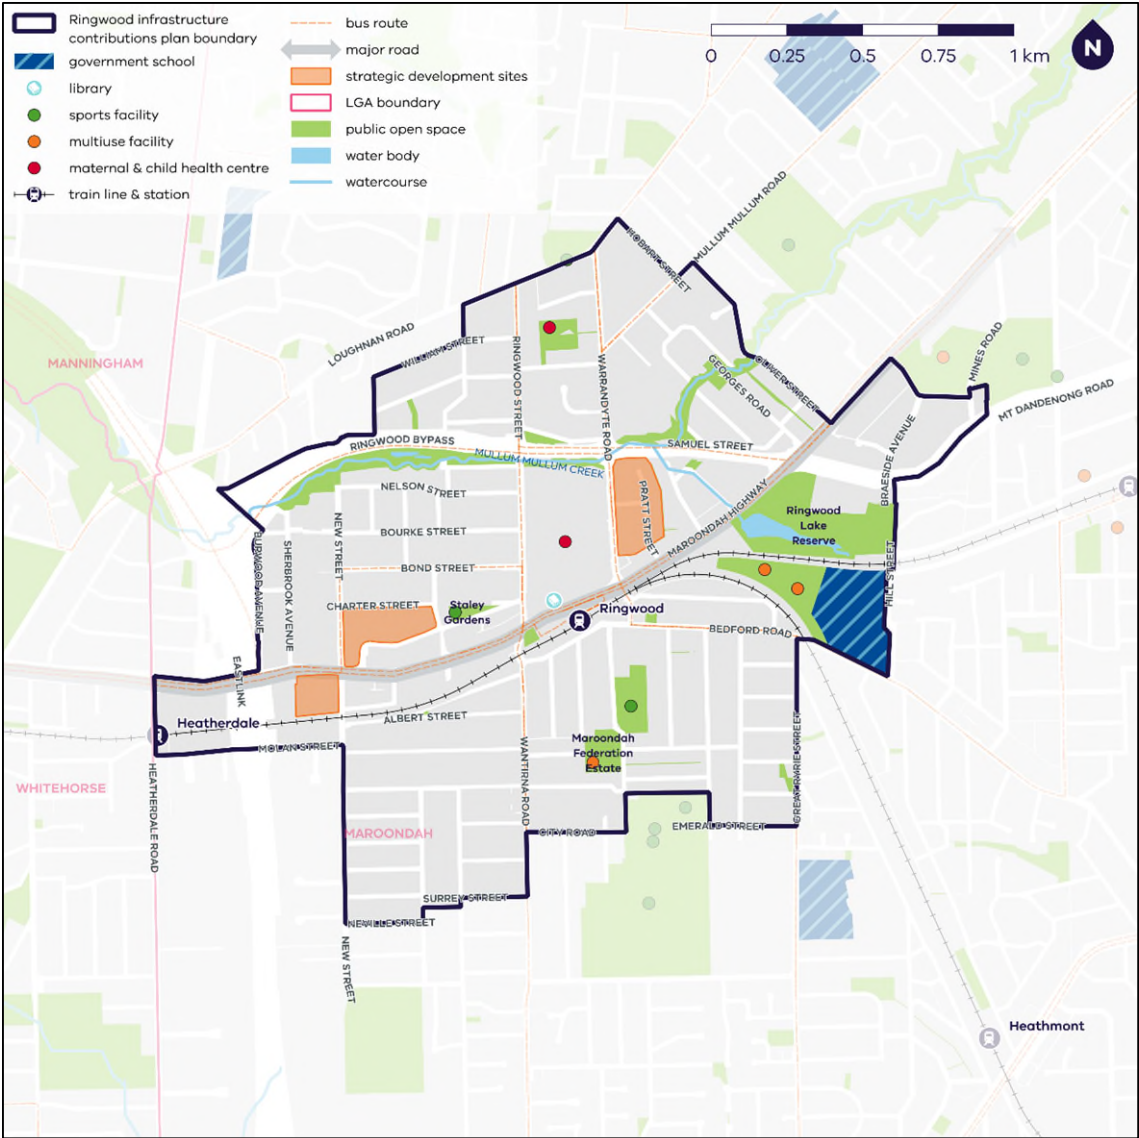 Ringwood infrastructure
contributions plan boundary
government school
library
sports facility
multiuse facility
maternal & child health centre
train line & station
bus route
major road
strategic development sites
LGA boundary
public open space
water body
watercourse
0 0.25 0.5 0.75 1 km
N
MULLUM MULLUM ROAD
HOBART STREET
LOUGHNAN ROAD
WILLIAM STREET
MANNINGHAM
RINGWOOD STREET
WARRANDYTE ROAD
GEORGES ROAD
OLIVER STREET
MINES ROAD
MT DANDENONG ROAD
BRAESIDE AVENUE
RINGWOOD BYPASS
SAMUEL STREET
MULLUM MULLUM CREEK
NELSON STREET
PRATT STREET
MAROONDAH HIGHWAY
Ringwood
Lake
Reserve
NEW STREET
BOURKE STREET
BURWOOD AVENUE
SHERBROOK AVENUE
BOND STREET
HILL STREET
CHARTER STREET
Staley
Gardens
Ringwood
BEDFORD ROAD
EASTLINK
Heatherdale
ALBERT STREET
MOLAN STREET
WANTIRNA ROAD
Maroondah
Federation
Estate
GREAT RYRIE STREET
WHITEHORSE
HEATHERDALE ROAD
MAROONDAH
CITY ROAD
EMERALD STREET
SURREY STREET
NEVILLE STREET
NEW STREET
Heathmont